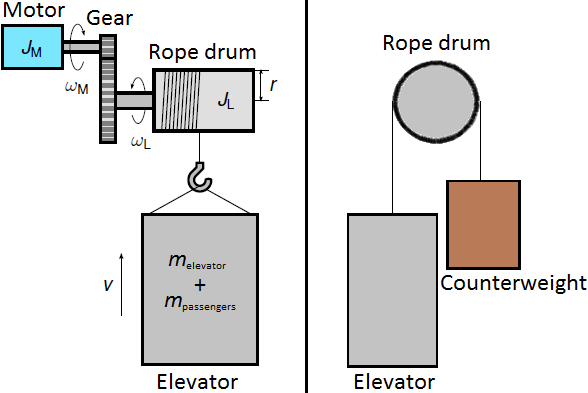 Motor
Gear
J_M
ω_M
Rope drum
r
J_L
ω_L
v
m_elevator
+
m_passengers
Elevator
Rope drum
Counterweight
Elevator